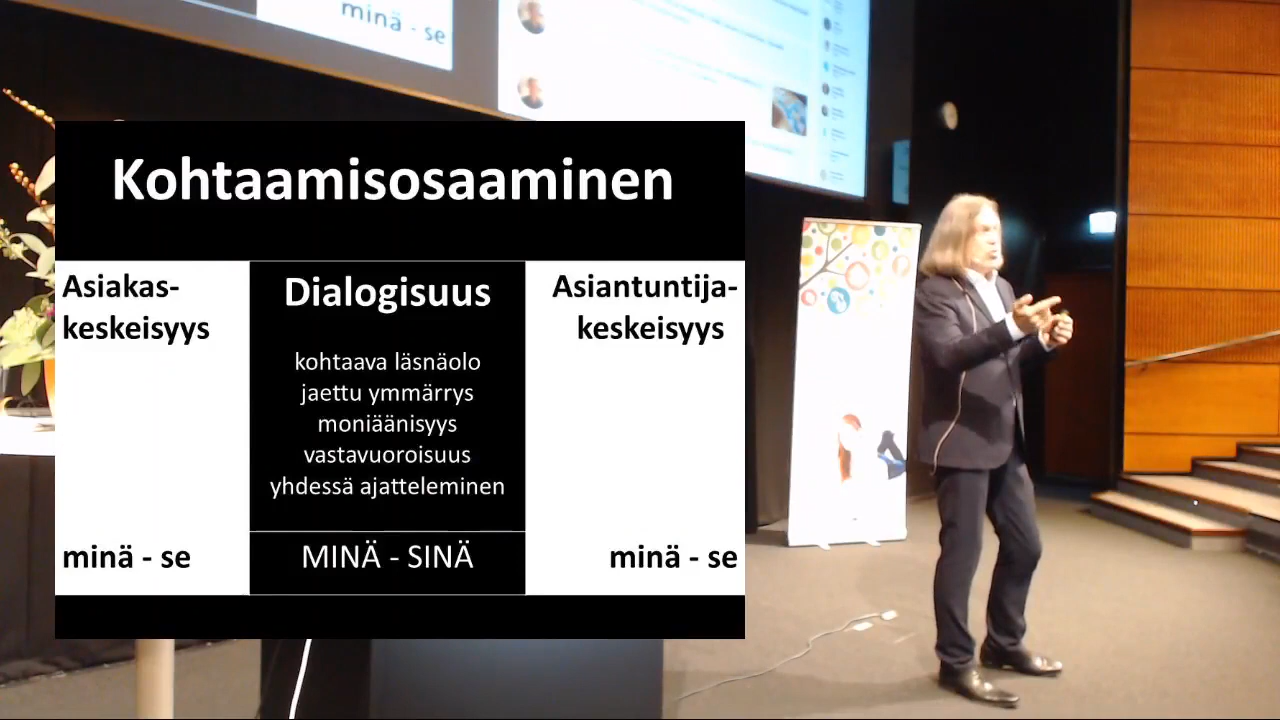 minä - se
Kohtaamisosaaminen
Asiakas-
keskeisyys
Dialogisuus
Asiantuntija-
keskeisyys
kohtaava läsnäolo
jaettu ymmärrys
moniäänisyys
vastavuoroisuus
yhdessä ajatteleminen
minä - se
MINÄ - SINÄ
minä - se